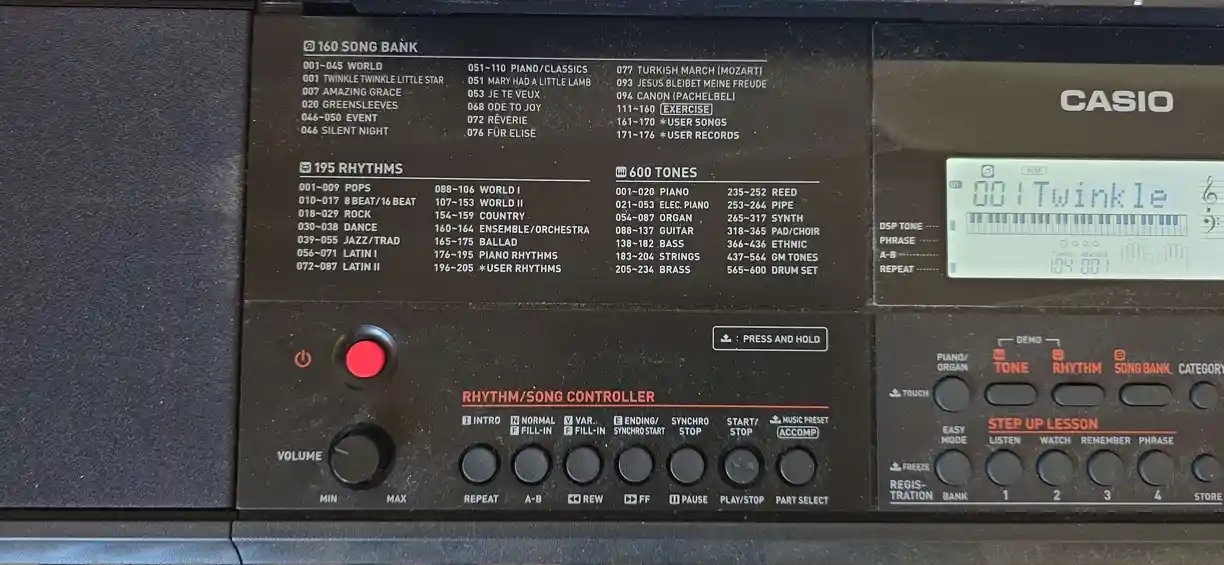 160 SONG BANK
001~045 WORLD
001 TWINKLE TWINKLE LITTLE STAR
007 AMAZING GRACE
020 GREENSLEEVES
046~050 EVENT
046 SILENT NIGHT
051~110 PIANO/CLASSICS
051 MARY HAD A LITTLE LAMB
053 JE TE VEUX
068 ODE TO JOY
072 RÊVERIE
076 FÜR ELISE
077 TURKISH MARCH (MOZART)
093 JESUS BLEIBET MEINE FREUDE
094 CANON (PACHELBEL)
111~160 EXERCISE
161~170 *USER SONGS
171~176 *USER RECORDS
195 RHYTHMS
001~009 POPS
010~017 8 BEAT/16 BEAT
018~029 ROCK
030~038 DANCE
039~055 JAZZ/TRAD
056~071 LATIN I
072~087 LATIN II
088~106 WORLD I
107~153 WORLD II
154~159 COUNTRY
160~164 ENSEMBLE/ORCHESTRA
165~175 BALLAD
176~195 PIANO RHYTHMS
196~205 *USER RHYTHMS
600 TONES
001~020 PIANO
021~053 ELEC. PIANO
054~087 ORGAN
088~137 GUITAR
138~182 BASS
183~204 STRINGS
205~234 BRASS
235~252 REED
253~264 PIPE
265~317 SYNTH
318~365 PAD/CHOIR
366~436 ETHNIC
437~564 GM TONES
565~600 DRUM SET
CASIO
001 Twinkle
DSP TONE
PHRASE
A-B
REPEAT
104 001
: PRESS AND HOLD
VOLUME
MIN MAX
RHYTHM/SONG CONTROLLER
I INTRO
N NORMAL
F FILL-IN
V VAR.
F FILL-IN
E ENDING/
SYNCHRO START
SYNCHRO
STOP
START/
STOP
MUSIC PRESET
ACCOMP
REPEAT
A-B
REW
FF
PAUSE
PLAY/STOP
PART SELECT
DEMO
PIANO/
ORGAN
TONE
RHYTHM
SONG BANK
CATEGORY
TOUCH
STEP UP LESSON
EASY
MODE
LISTEN
WATCH
REMEMBER
PHRASE
FREEZE
REGIS-
TRATION
BANK
1
2
3
4
STORE